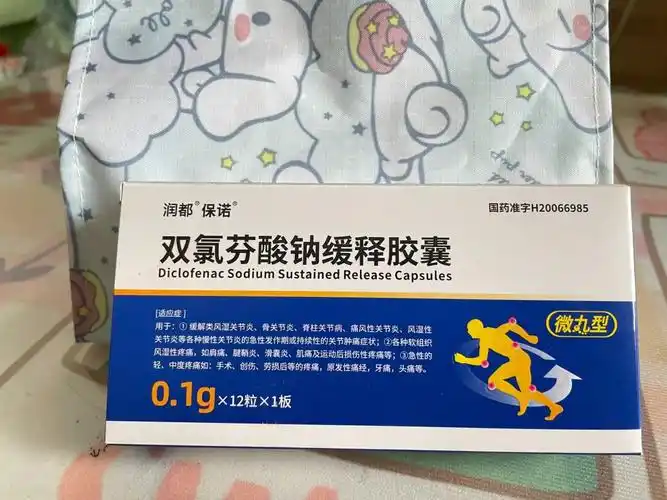 润都® 保诺®
国药准字H20066985
双氯芬酸钠缓释胶囊
Diclofenac Sodium Sustained Release Capsules
[适应症]
用于：①缓解类风湿关节炎、骨关节炎、脊柱关节病、痛风性关节炎、风湿性
关节炎等各种慢性关节炎的急性发作期或持续性的关节肿痛症状；②各种软组织
风湿性疼痛，如肩痛、腱鞘炎、滑囊炎、肌痛及运动后损伤性疼痛等；③急性的
轻、中度疼痛如：手术、创伤、劳损后等的疼痛，原发性痛经，牙痛，头痛等。
微丸型
0.1g×12粒×1板